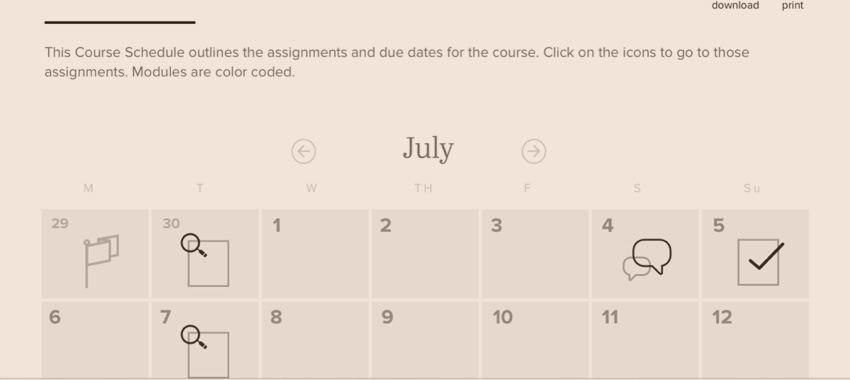 download print
This Course Schedule outlines the assignments and due dates for the course. Click on the icons to go to those
assignments. Modules are color coded.
July
M T W TH F S Su
29 30 1 2 3 4 5
6 7 8 9 10 11 12